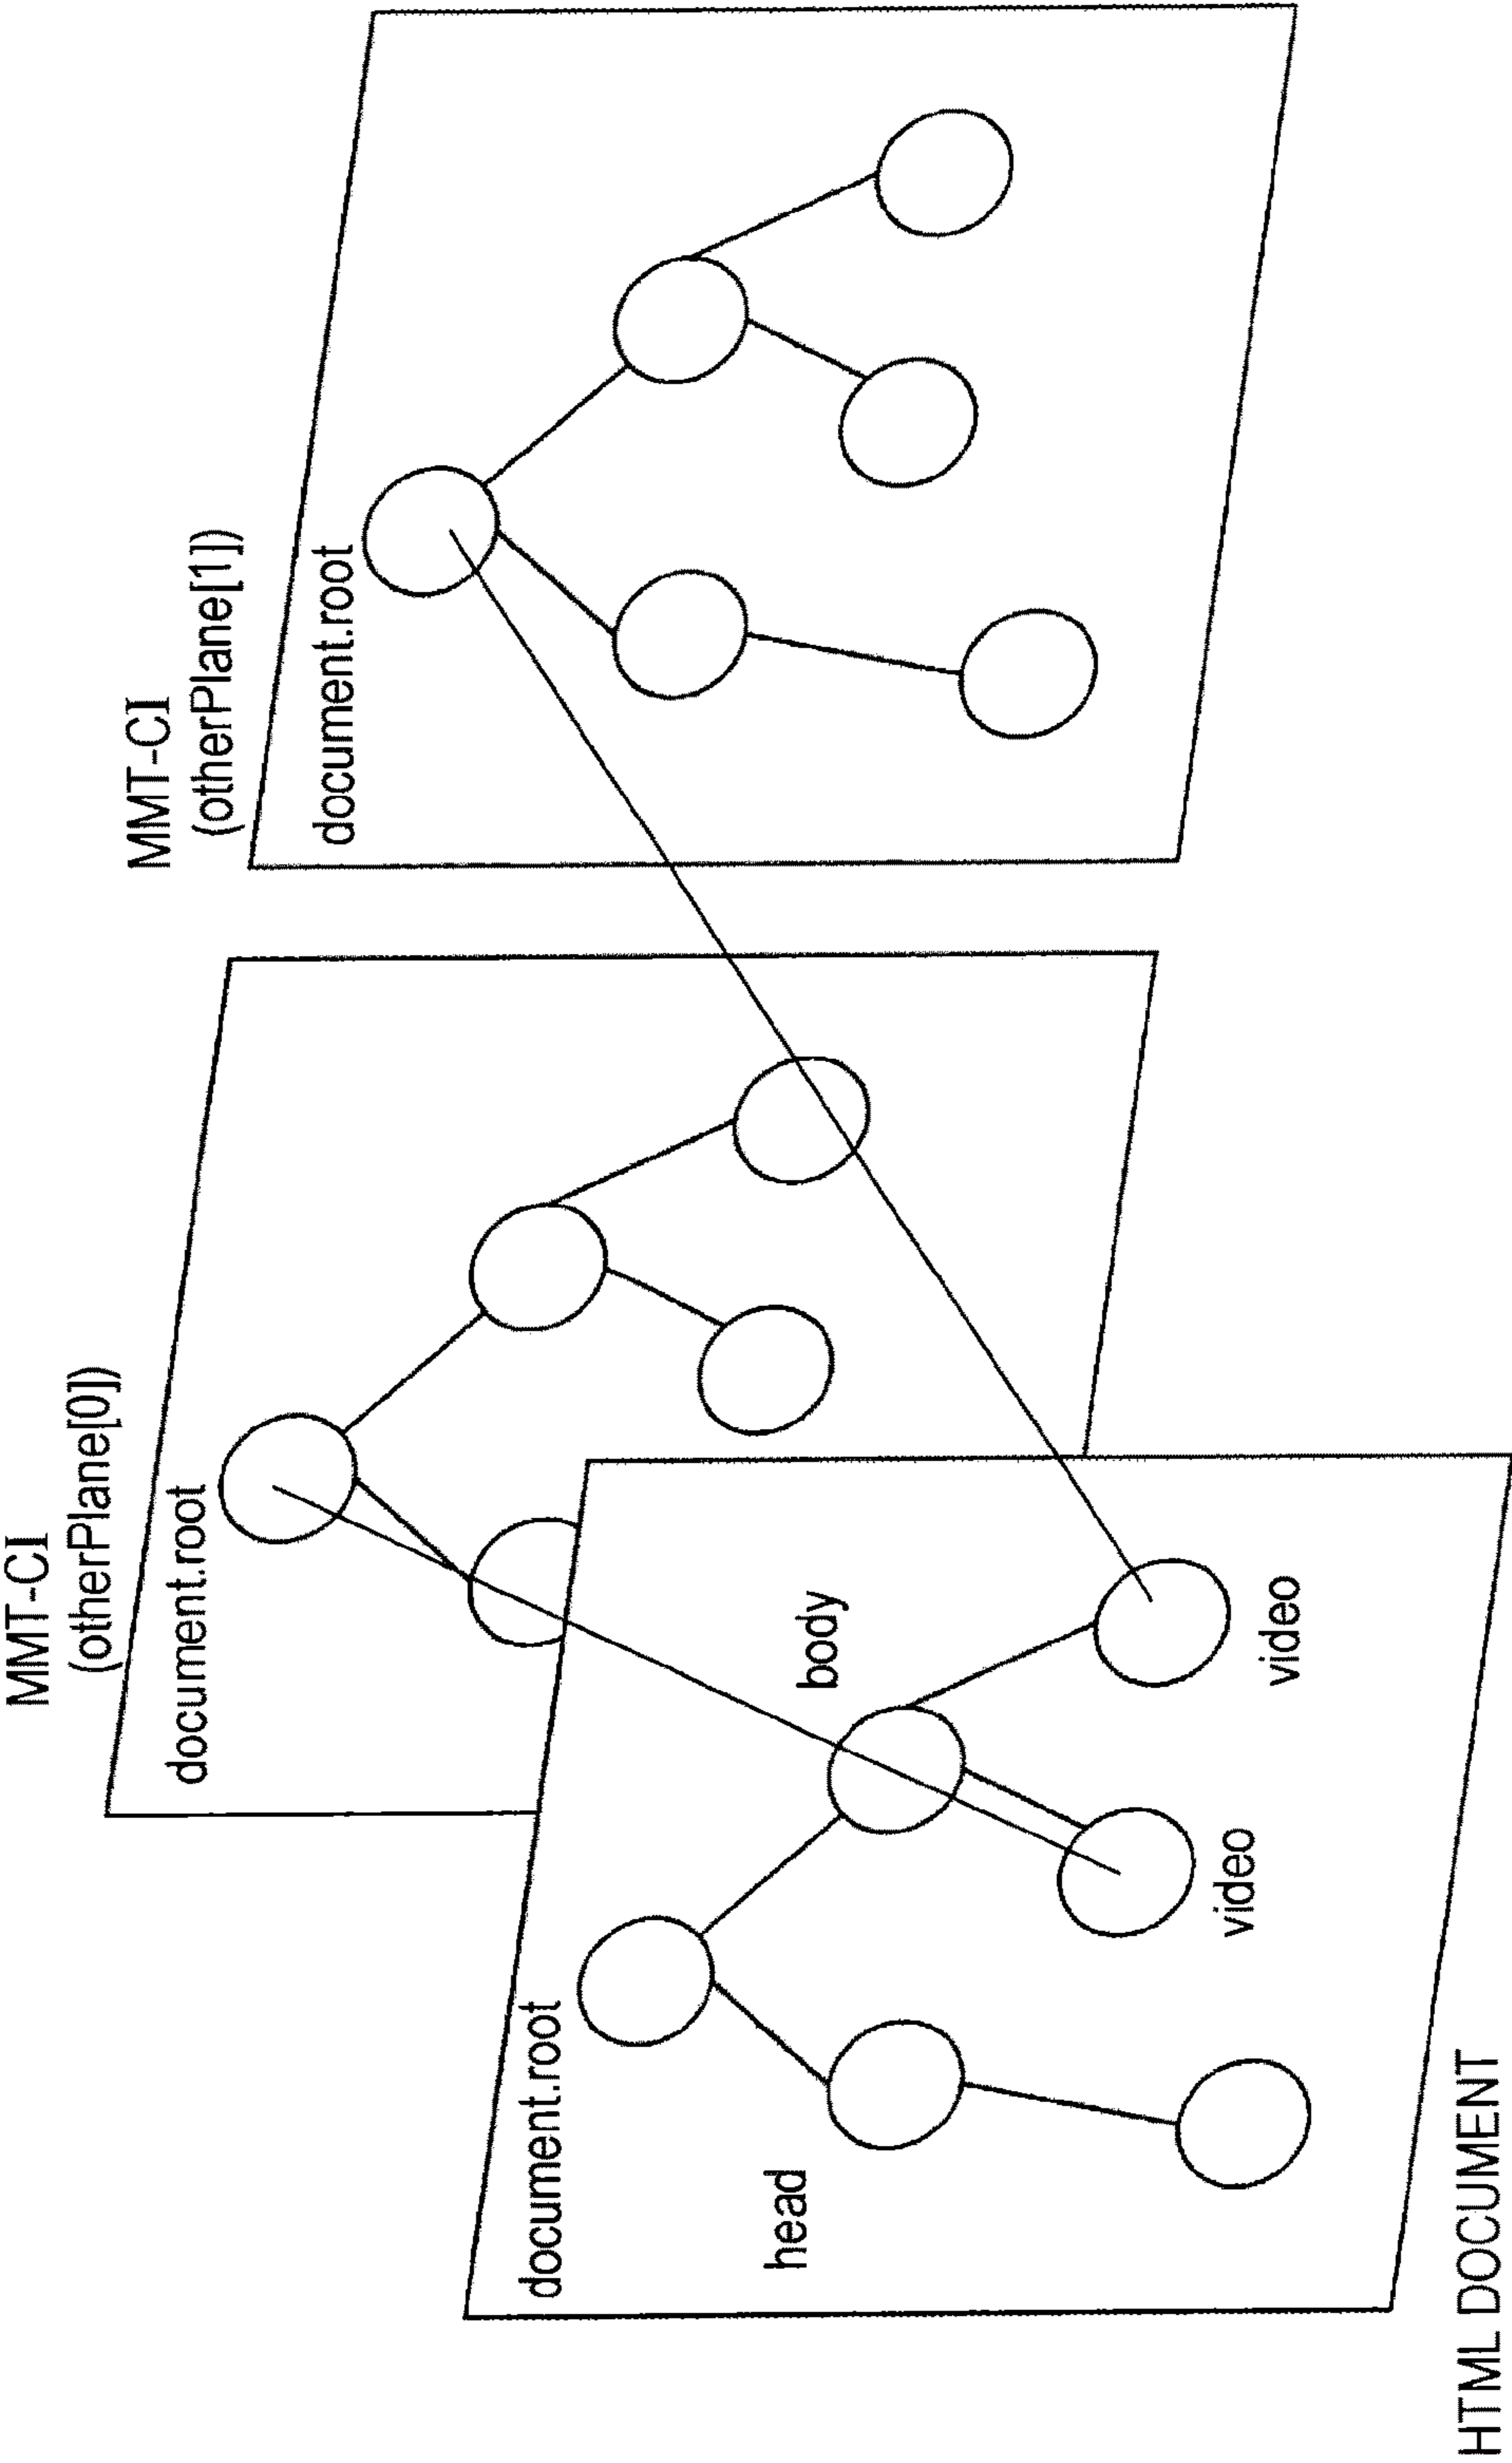 MMT-CI
(otherPlane[0])
document.root
MMT-CI
(otherPlane[1])
document.root
document.root
head
body
video
video
HTML DOCUMENT